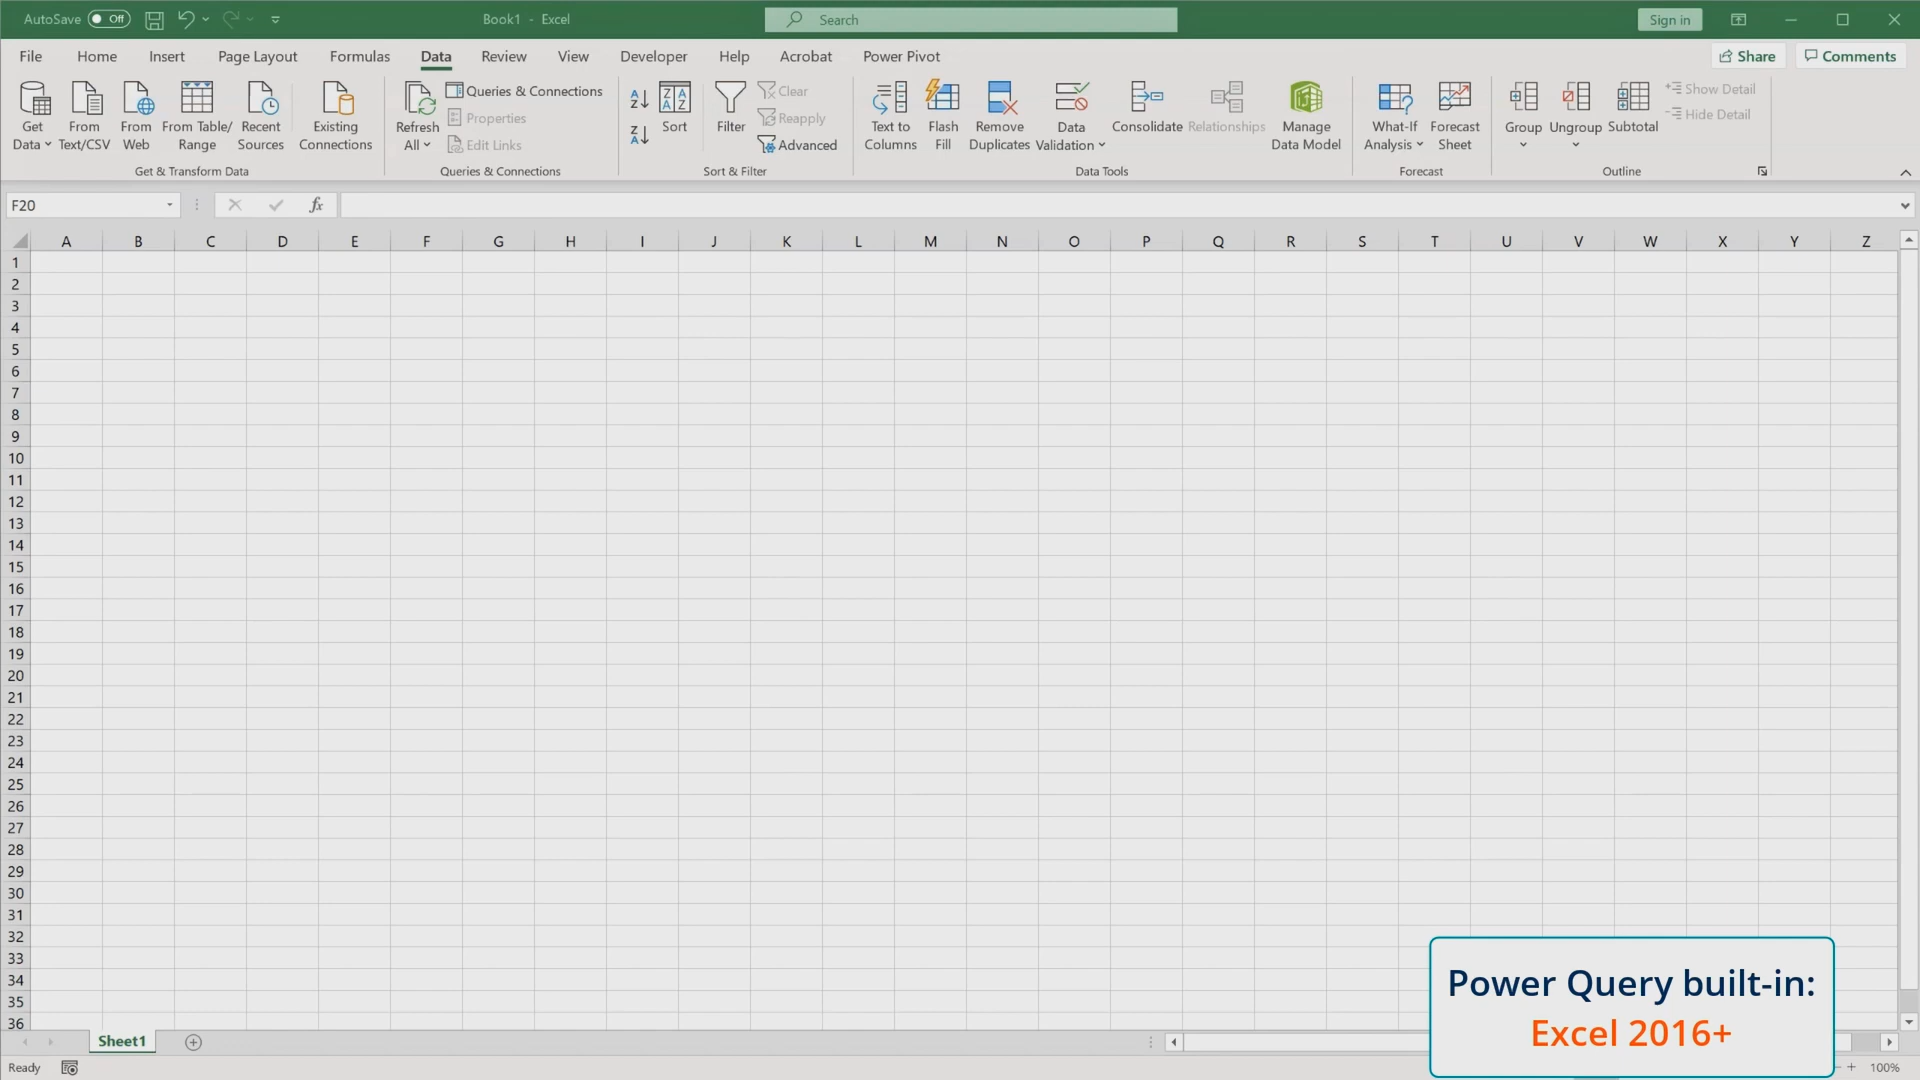 AutoSave Off
Book1 - Excel
Search
Sign in
File Home Insert Page Layout Formulas Data Review View Developer Help Acrobat Power Pivot
Share Comments
Get Data
From Text/CSV
From Web
From Table/ Range
Recent Sources
Existing Connections
Get & Transform Data
Refresh All
Queries & Connections
Properties
Edit Links
Queries & Connections
Sort
Filter
Clear
Reapply
Advanced
Sort & Filter
Text to Columns
Flash Fill
Remove Duplicates
Data Validation
Consolidate
Relationships
Manage Data Model
Data Tools
What-If Analysis
Forecast Sheet
Forecast
Group
Ungroup
Subtotal
Show Detail
Hide Detail
Outline
F20
fx
A B C D E F G H I J K L M N O P Q R S T U V W X Y Z
1
2
3
4
5
6
7
8
9
10
11
12
13
14
15
16
17
18
19
20
21
22
23
24
25
26
27
28
29
30
31
32
33
34
35
36
Power Query built-in:
Excel 2016+
Sheet1
Ready
100%